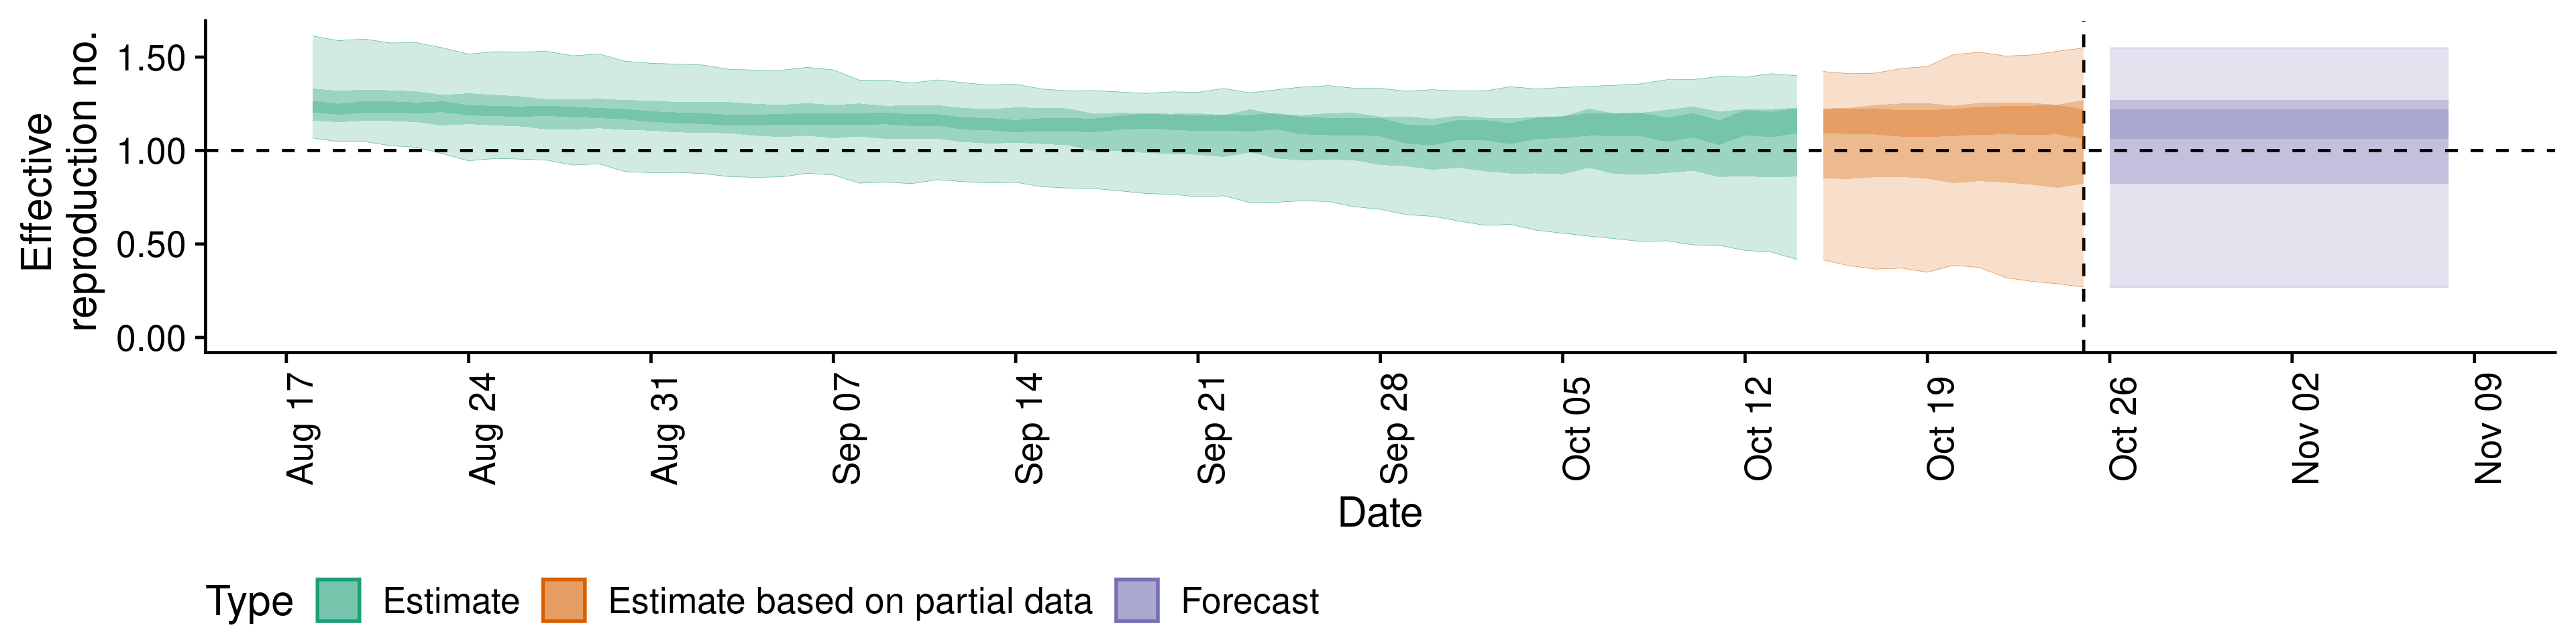 Effective
reproduction no.
1.50
1.00
0.50
0.00
Aug 17
Aug 24
Aug 31
Sep 07
Sep 14
Sep 21
Sep 28
Oct 05
Oct 12
Oct 19
Oct 26
Nov 02
Nov 09
Date
Type Estimate Estimate based on partial data Forecast